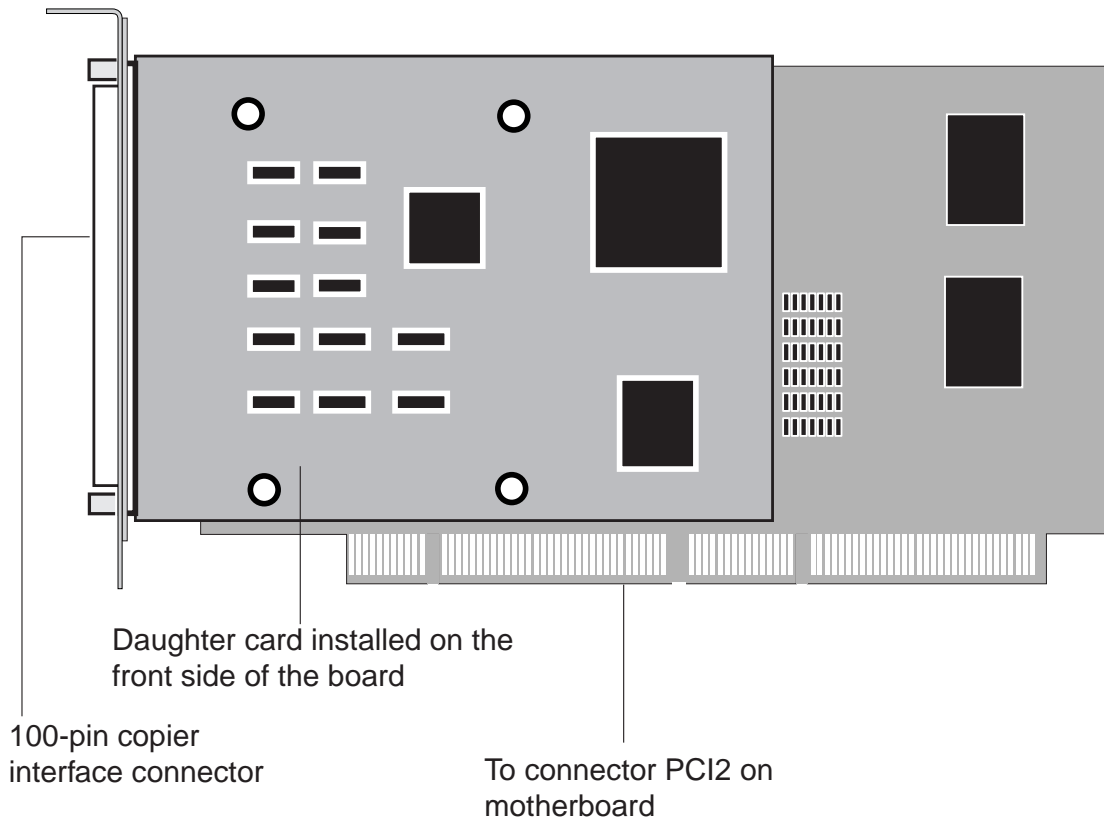 Daughter card installed on the
front side of the board
100-pin copier
interface connector
To connector PCI2 on
motherboard